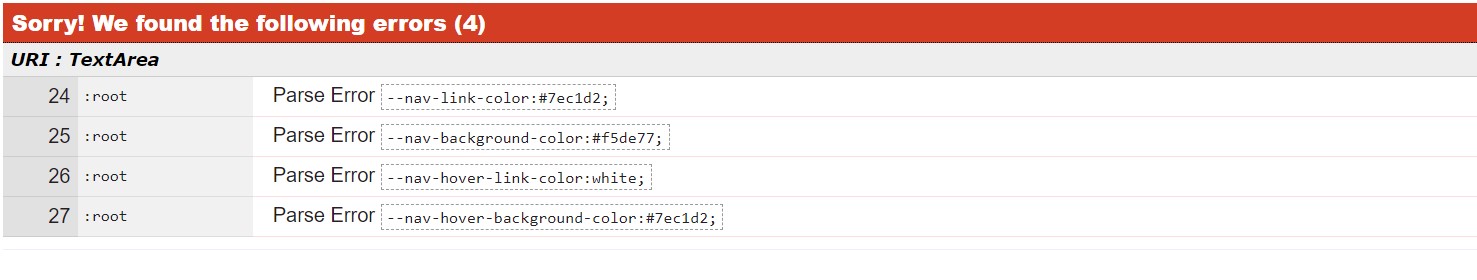 Sorry! We found the following errors (4)
URI : TextArea
24 :root Parse Error --nav-link-color:#7ec1d2;
25 :root Parse Error --nav-background-color:#f5de77;
26 :root Parse Error --nav-hover-link-color:white;
27 :root Parse Error --nav-hover-background-color:#7ec1d2;